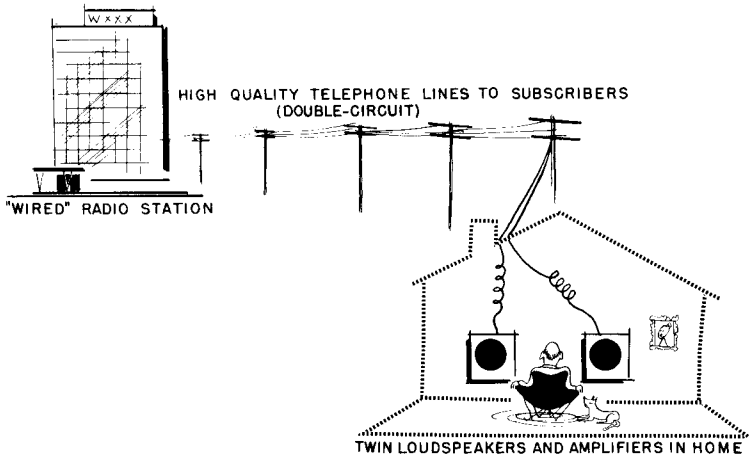 WXXX
HIGH QUALITY TELEPHONE LINES TO SUBSCRIBERS
(DOUBLE-CIRCUIT)
"WIRED" RADIO STATION
TWIN LOUDSPEAKERS AND AMPLIFIERS IN HOME